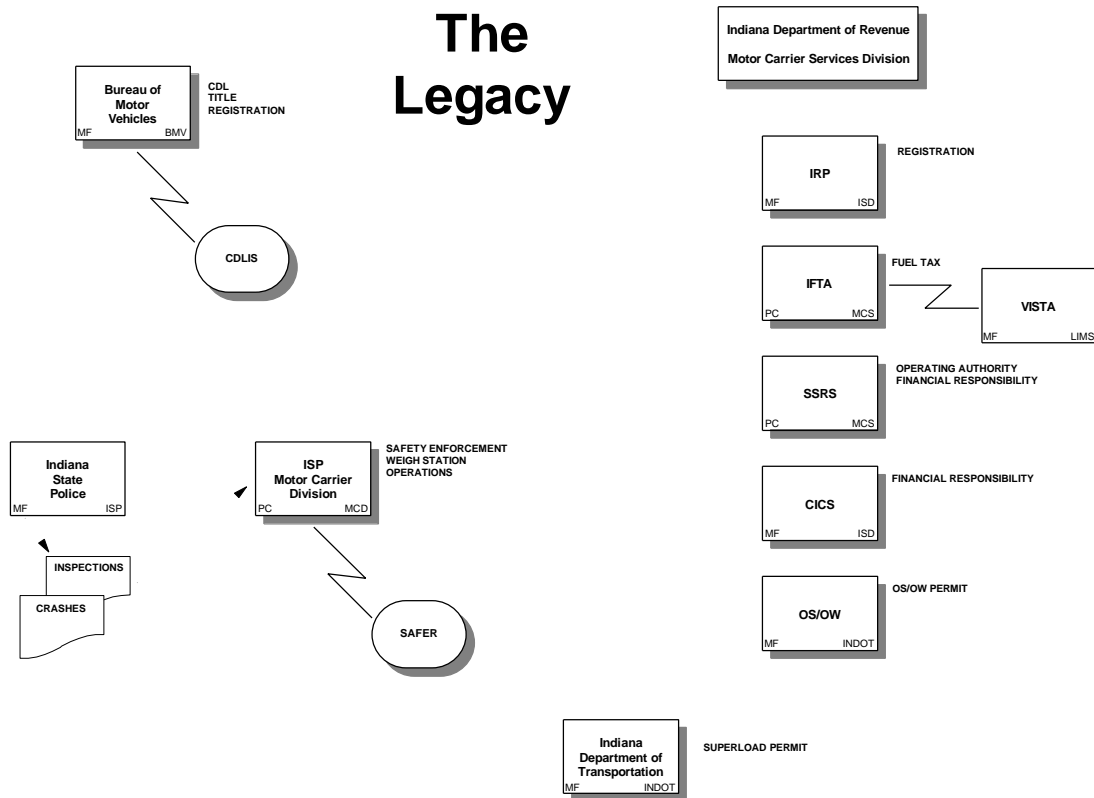 The
Legacy
Indiana Department of Revenue
Motor Carrier Services Division
Bureau of
Motor
Vehicles
MF BMV
CDL
TITLE
REGISTRATION
CDLIS
IRP
MF ISD
REGISTRATION
IFTA
PC MCS
FUEL TAX
VISTA
MF LIMS
SSRS
PC MCS
OPERATING AUTHORITY
FINANCIAL RESPONSIBILITY
Indiana
State
Police
MF ISP
INSPECTIONS
CRASHES
ISP
Motor Carrier
Division
PC MCD
SAFETY ENFORCEMENT
WEIGH STATION
OPERATIONS
SAFER
CICS
MF ISD
FINANCIAL RESPONSIBILITY
OS/OW
MF INDOT
OS/OW PERMIT
Indiana
Department of
Transportation
MF INDOT
SUPERLOAD PERMIT